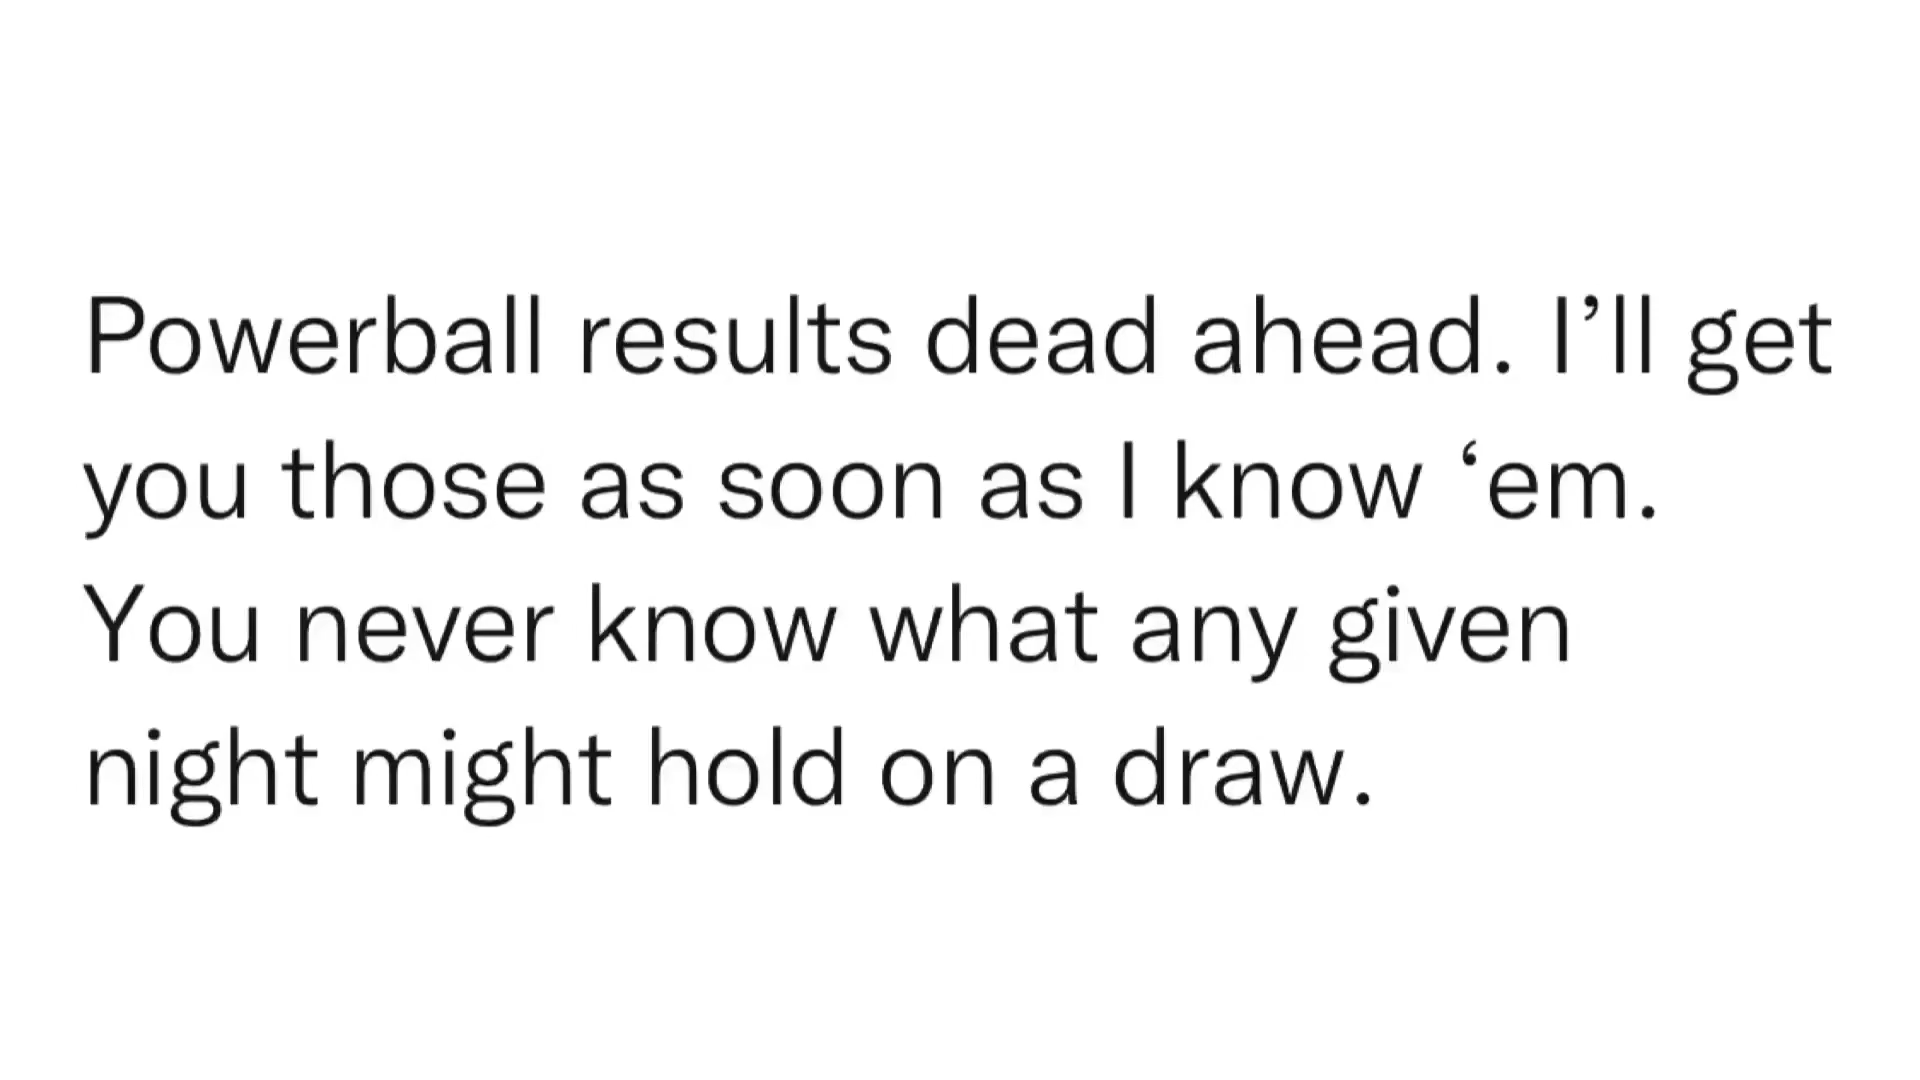 Powerball results dead ahead. I’ll get
you those as soon as I know ‘em.
You never know what any given
night might hold on a draw.